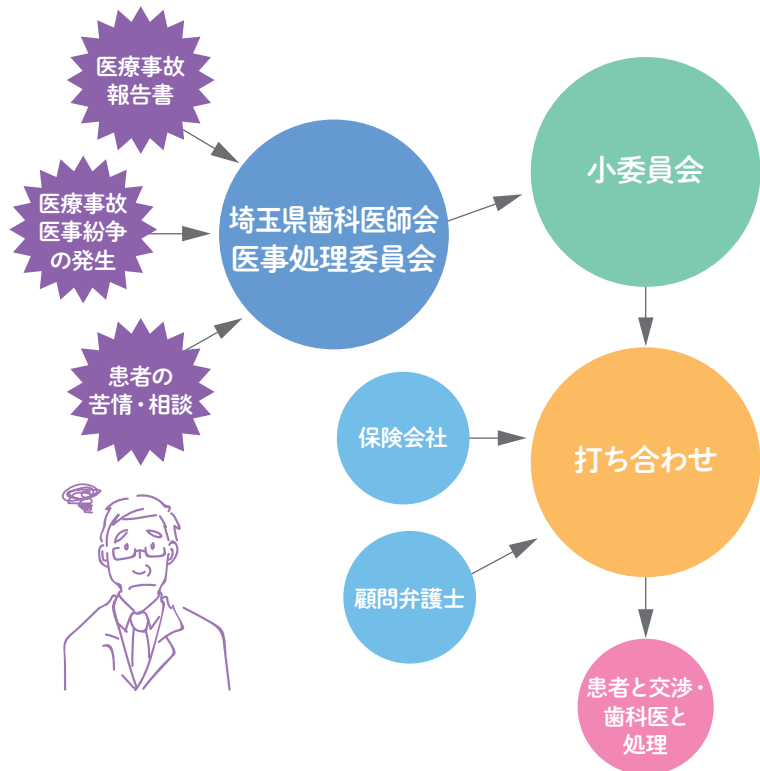 医療事故
報告書
医療事故
医事紛争
の発生
患者の
苦情・相談
埼玉県歯科医師会
医事処理委員会
小委員会
保険会社
顧問弁護士
打ち合わせ
患者と交渉・
歯科医と
処理